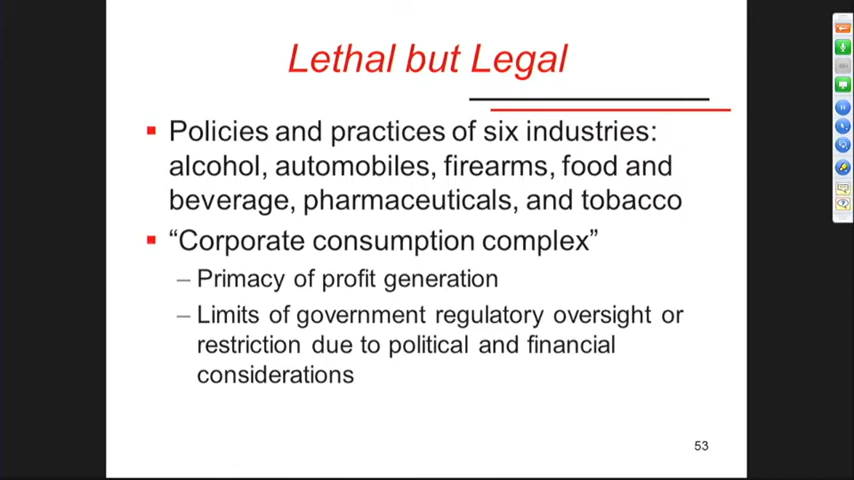 Lethal but Legal
▪ Policies and practices of six industries:
alcohol, automobiles, firearms, food and
beverage, pharmaceuticals, and tobacco
▪ “Corporate consumption complex”
– Primacy of profit generation
– Limits of government regulatory oversight or
restriction due to political and financial
considerations
53